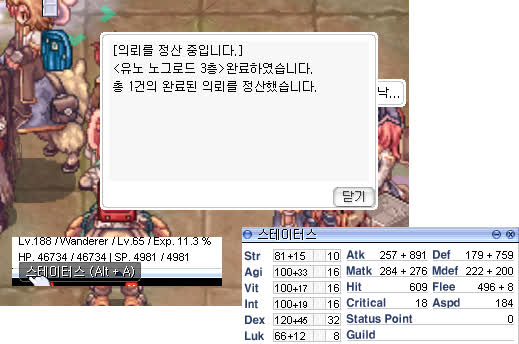 [의뢰를 정산 중입니다.]
<유노 노그로드 3층>완료하였습니다.
총 1건의 완료된 의뢰를 정산했습니다.
낙...
닫기
Lv.188 / Wanderer / Lv.65 / Exp. 11.3 %
HP. 46734 / 46734 | SP. 4981 / 4981
스테이터스 (Alt + A)
스테이터스
Str 81+15 10 Atk 257 + 891 Def 179 + 759
Agi 100+33 16 Matk 284 + 276 Mdef 222 + 200
Vit 100+17 16 Hit 609 Flee 496 + 8
Int 100+19 16 Critical 18 Aspd 184
Dex 120+45 32 Status Point 0
Luk 66+12 8 Guild